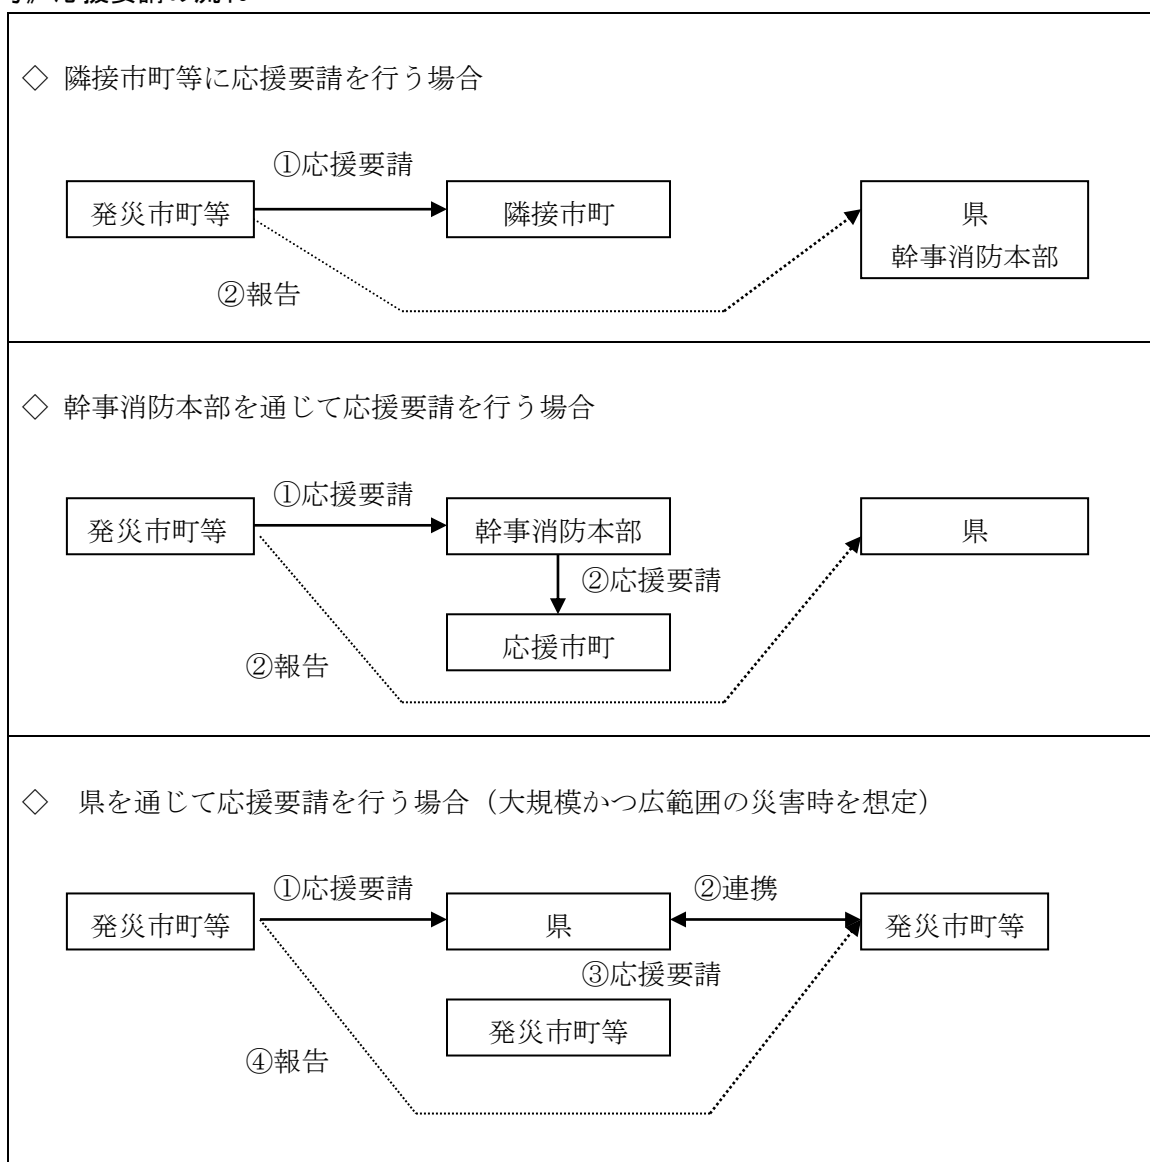 応援要請の流れ
◇ 隣接市町等に応援要請を行う場合
①応援要請
発災市町等
隣接市町
県
幹事消防本部
②報告
◇ 幹事消防本部を通じて応援要請を行う場合
①応援要請
発災市町等
幹事消防本部
県
②応援要請
応援市町
②報告
◇ 県を通じて応援要請を行う場合（大規模かつ広範囲の災害時を想定）
①応援要請
②連携
発災市町等
県
発災市町等
③応援要請
発災市町等
④報告